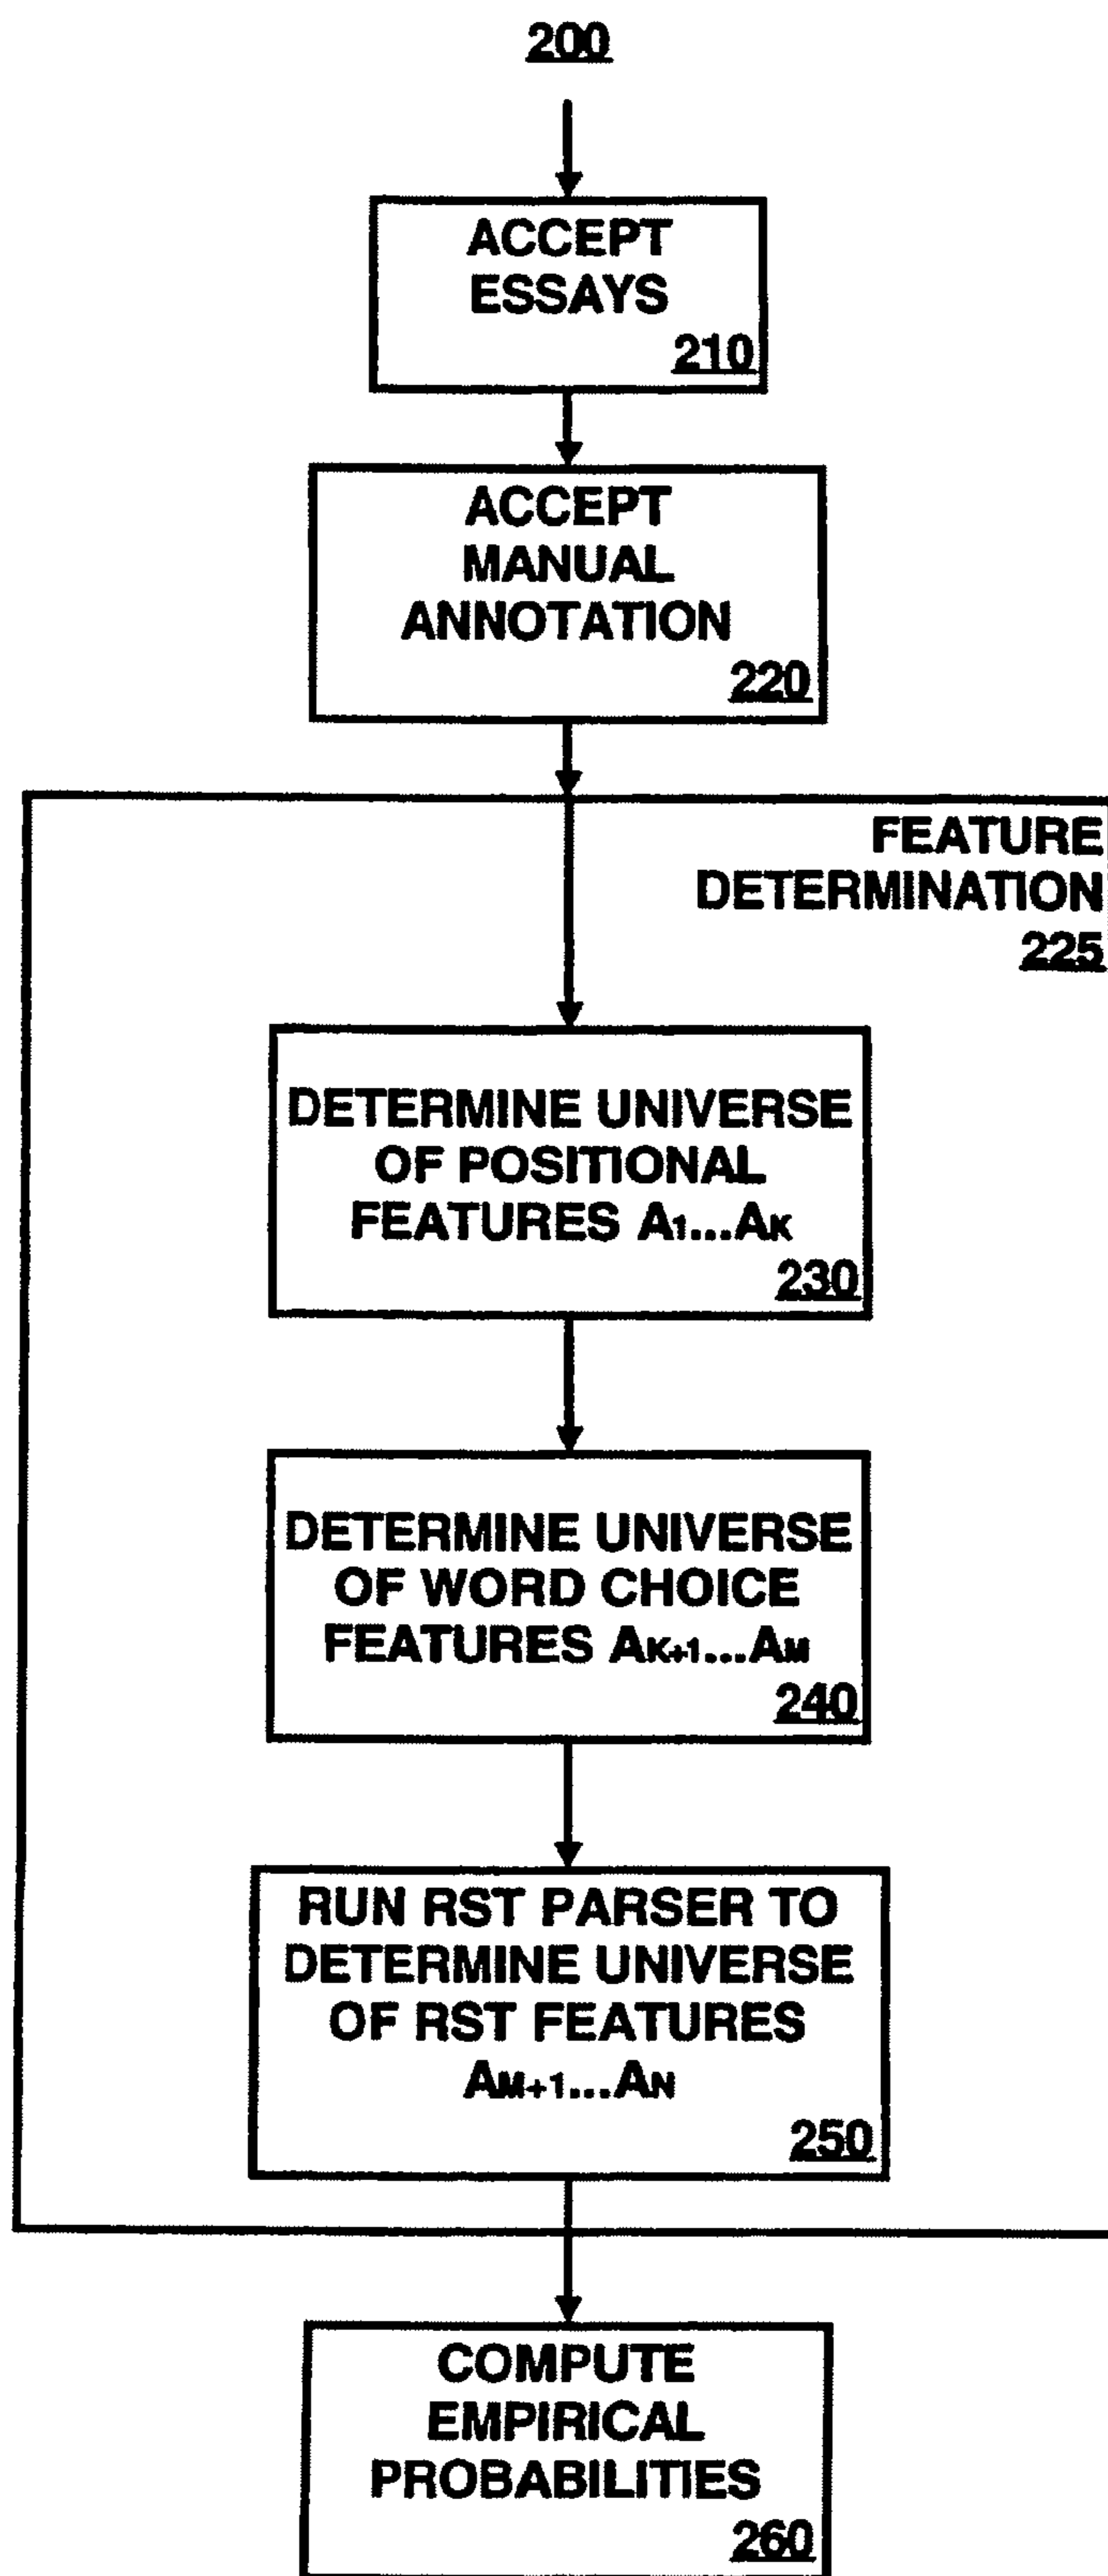 200
ACCEPT
ESSAYS
210
ACCEPT
MANUAL
ANNOTATION
220
FEATURE
DETERMINATION
225
DETERMINE UNIVERSE
OF POSITIONAL
FEATURES A1...AK
230
DETERMINE UNIVERSE
OF WORD CHOICE
FEATURES AK+1...AM
240
RUN RST PARSER TO
DETERMINE UNIVERSE
OF RST FEATURES
AM+1...AN
250
COMPUTE
EMPIRICAL
PROBABILITIES
260